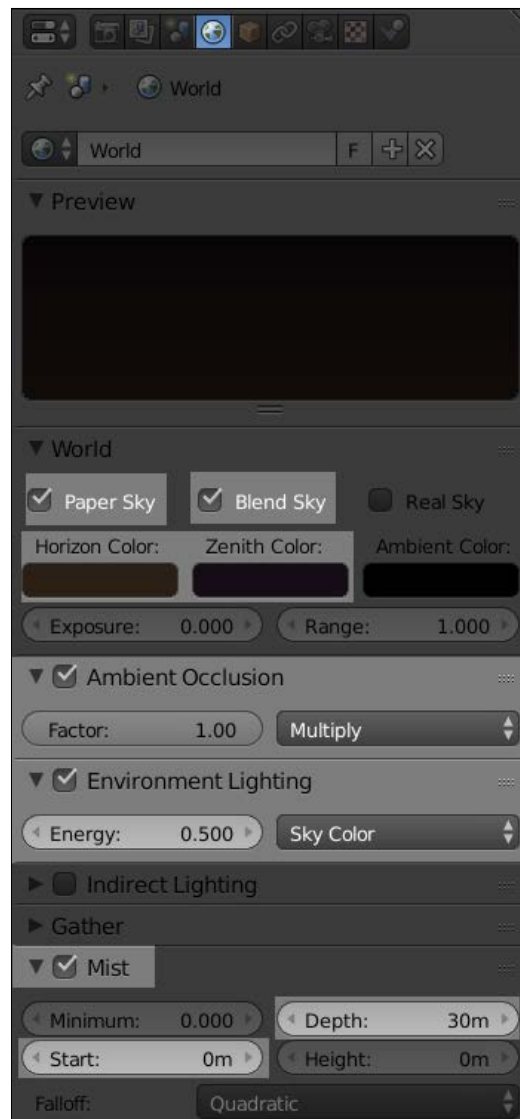 World
World F
Preview
World
Paper Sky Blend Sky Real Sky
Horizon Color: Zenith Color: Ambient Color:
Exposure: 0.000 Range: 1.000
Ambient Occlusion
Factor: 1.00 Multiply
Environment Lighting
Energy: 0.500 Sky Color
Indirect Lighting
Gather
Mist
Minimum: 0.000 Depth: 30m
Start: 0m Height: 0m
Falloff: Quadratic